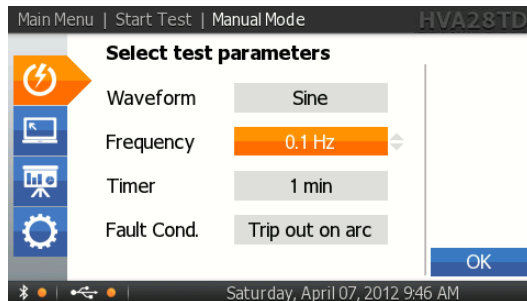 Main Menu | Start Test | Manual Mode HVA28TD
Select test parameters
Waveform Sine
Frequency 0.1 Hz
Timer 1 min
Fault Cond. Trip out on arc
OK
Saturday, April 07, 2012 9:46 AM